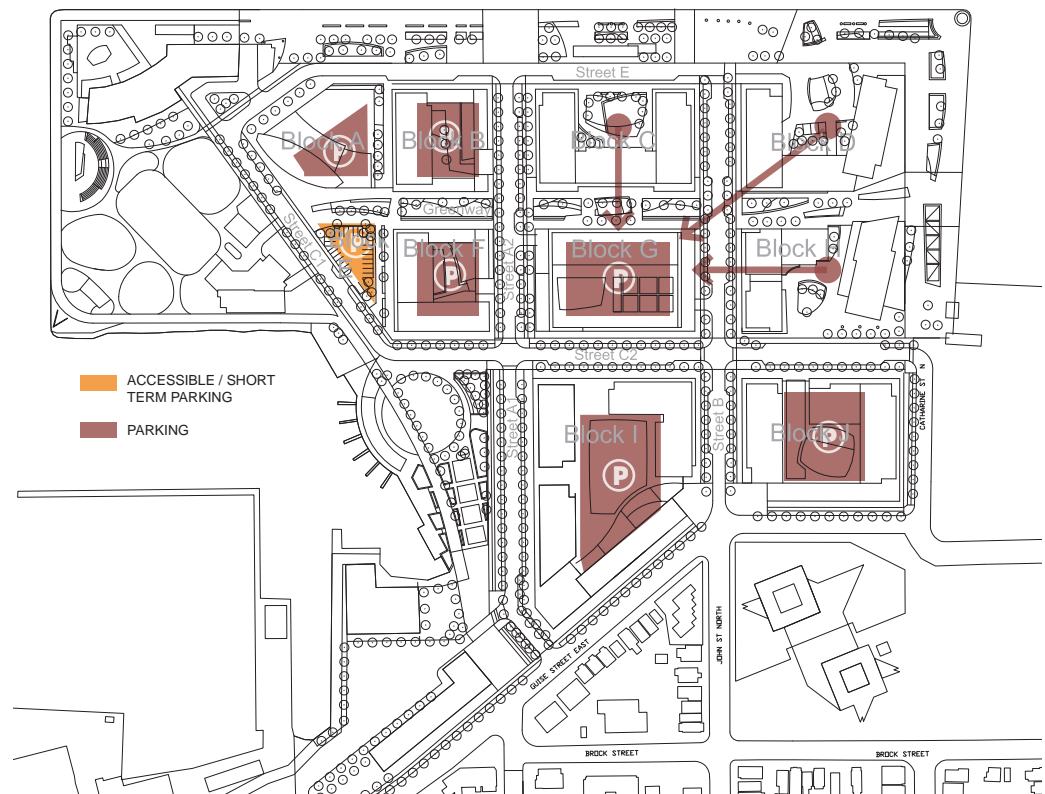 Street E
Block A
P
Block B
P
Block C
Block D
Greenway
Street C1
Block
P
Block F
P
Street A2
Block G
P
Block H
Street C2
ACCESSIBLE / SHORT
TERM PARKING
PARKING
Street A1
Block I
P
Street B
Block J
P
CATHARINE ST N
JOHN ST NORTH
GUISE STREET EAST
BROCK STREET
BROCK STREET